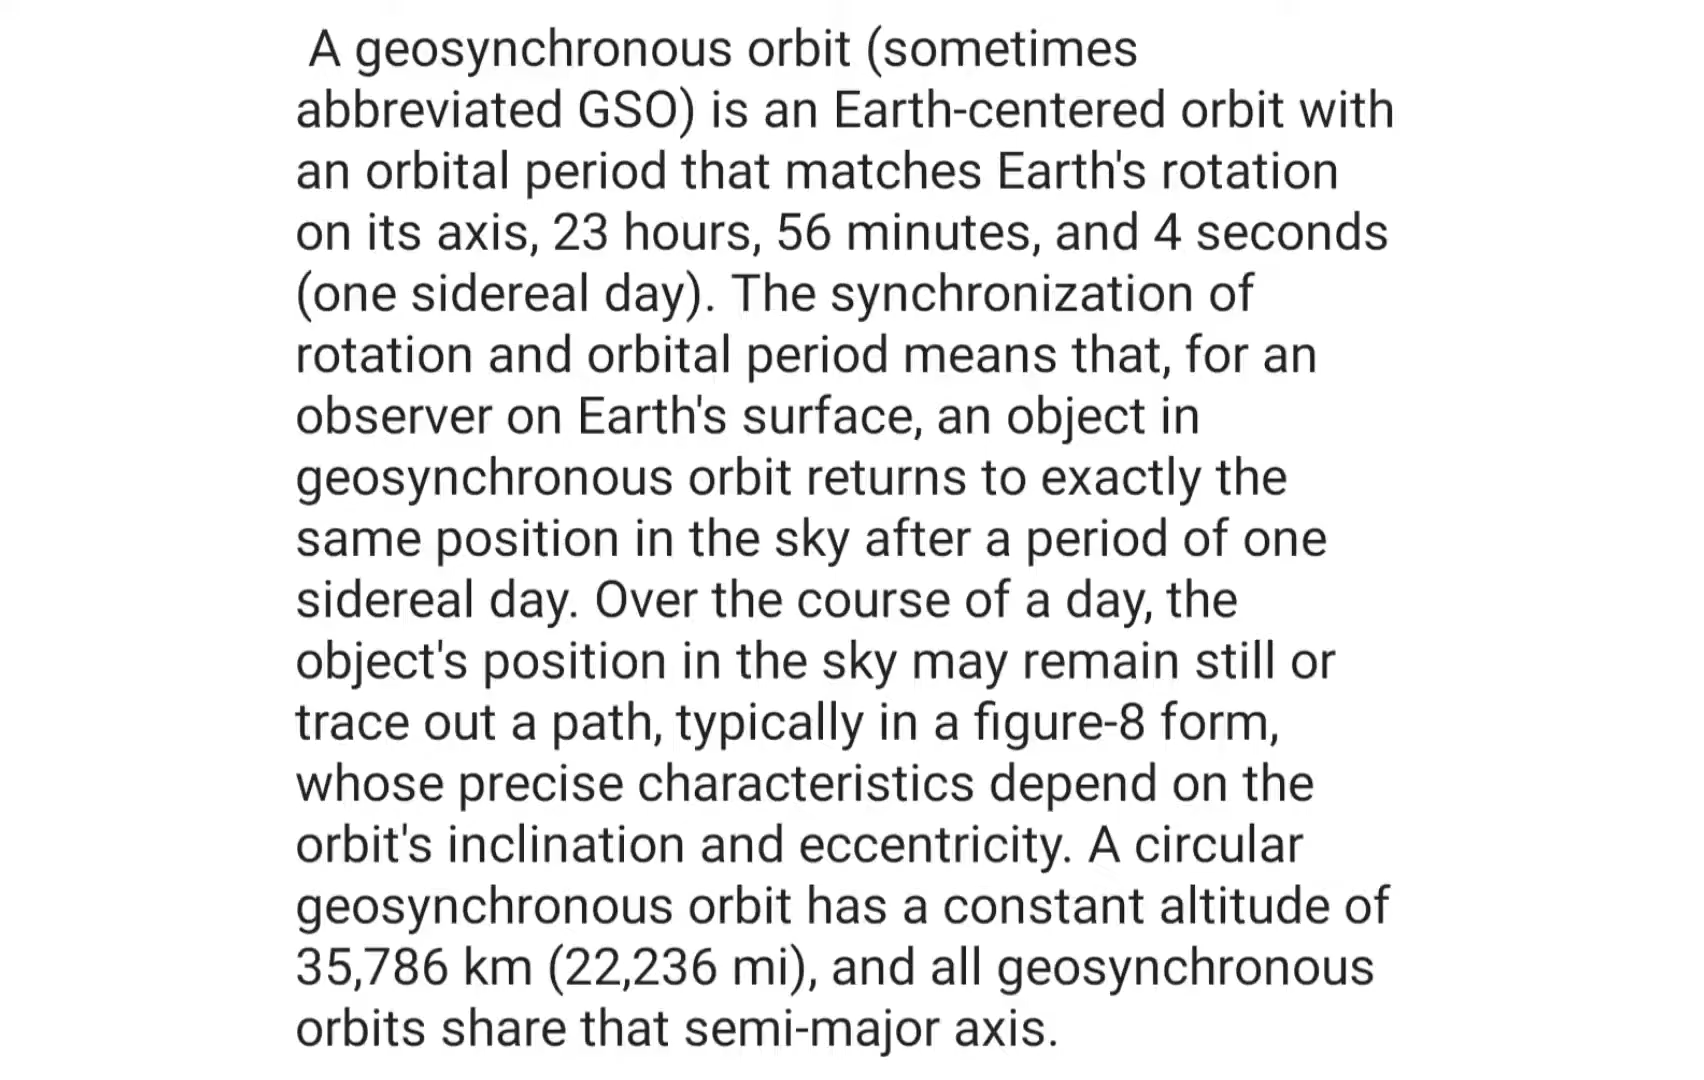 A geosynchronous orbit (sometimes
abbreviated GSO) is an Earth-centered orbit with
an orbital period that matches Earth's rotation
on its axis, 23 hours, 56 minutes, and 4 seconds
(one sidereal day). The synchronization of
rotation and orbital period means that, for an
observer on Earth's surface, an object in
geosynchronous orbit returns to exactly the
same position in the sky after a period of one
sidereal day. Over the course of a day, the
object's position in the sky may remain still or
trace out a path, typically in a figure-8 form,
whose precise characteristics depend on the
orbit's inclination and eccentricity. A circular
geosynchronous orbit has a constant altitude of
35,786 km (22,236 mi), and all geosynchronous
orbits share that semi-major axis.